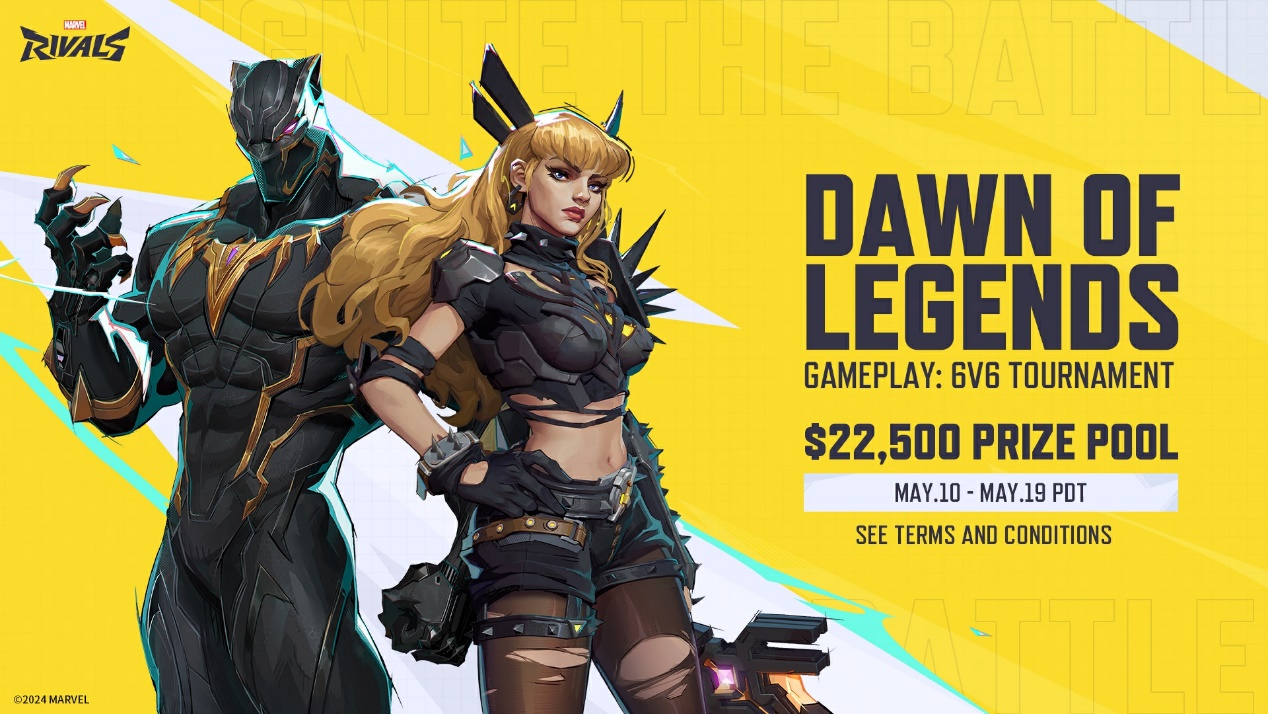 MARVEL
RIVALS
IGNITE THE BATTL
DAWN OF
LEGENDS
GAMEPLAY: 6V6 TOURNAMENT
$22,500 PRIZE POOL
MAY.10 - MAY.19 PDT
SEE TERMS AND CONDITIONS
BATTLE
©2024 MARVEL